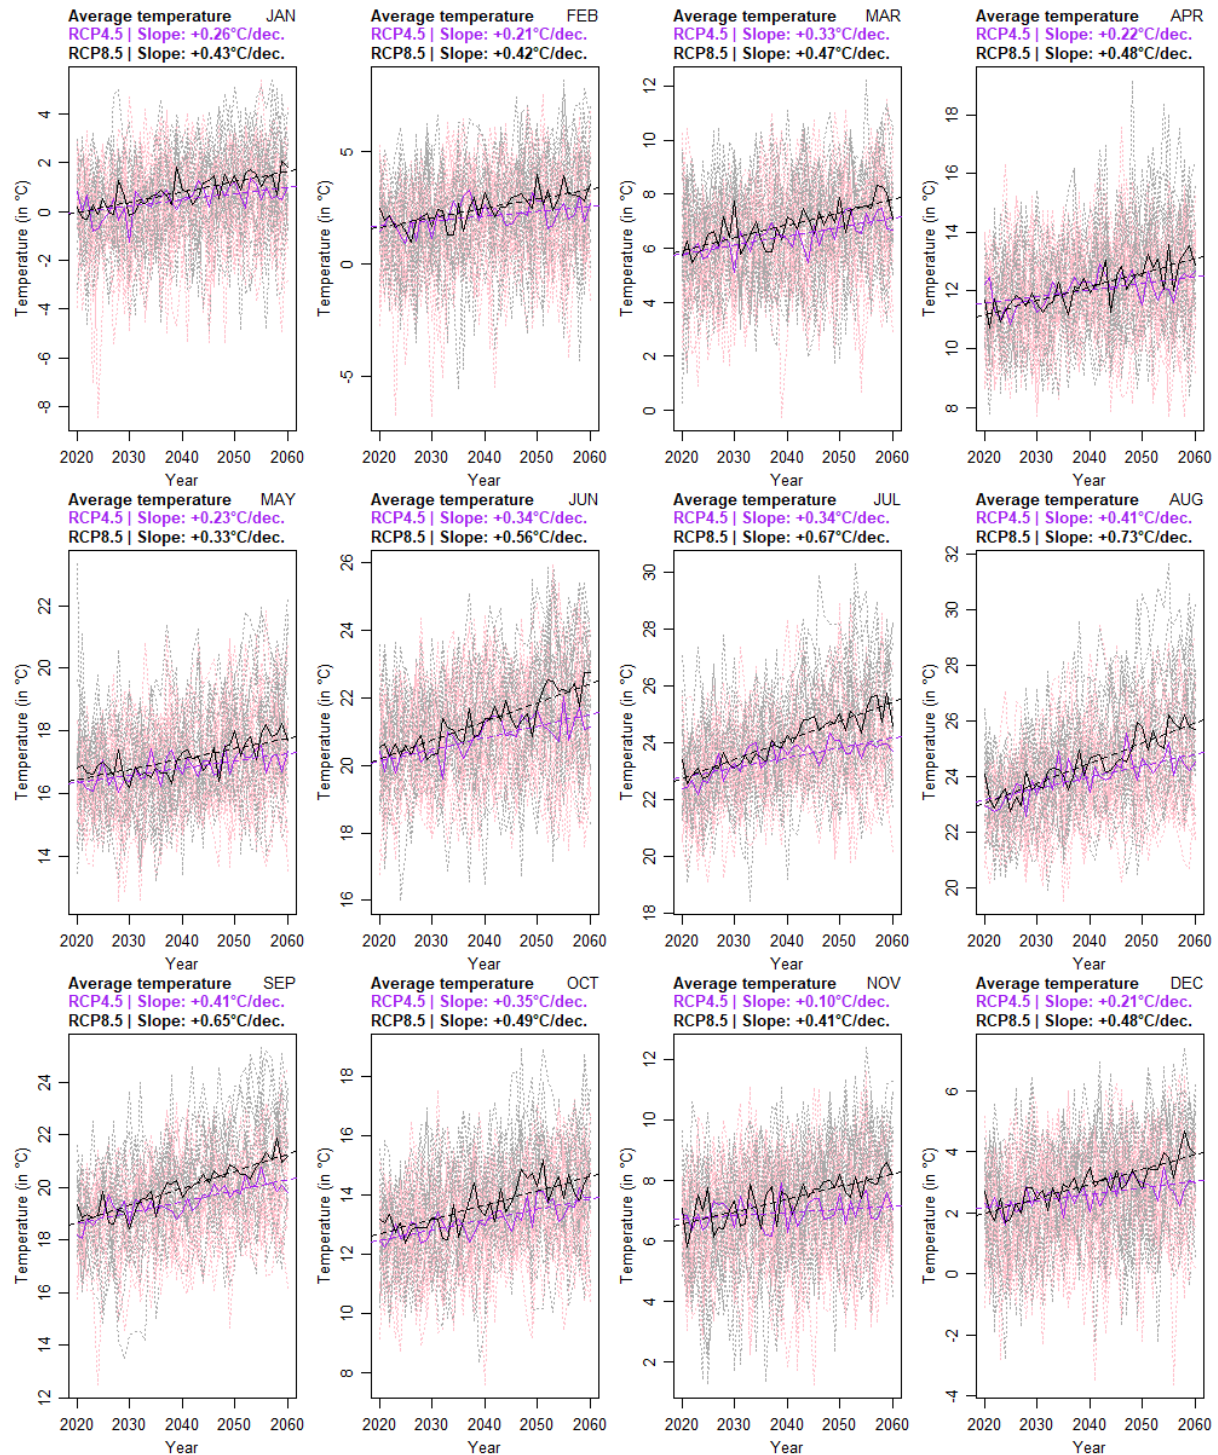 Average temperature JAN
RCP4.5 | Slope: +0.26°C/dec.
RCP8.5 | Slope: +0.43°C/dec.
Temperature (in °C)
4
2
0
-2
-4
-6
-8
2020 2030 2040 2050 2060
Year
Average temperature FEB
RCP4.5 | Slope: +0.21°C/dec.
RCP8.5 | Slope: +0.42°C/dec.
Temperature (in °C)
5
0
-5
2020 2030 2040 2050 2060
Year
Average temperature MAR
RCP4.5 | Slope: +0.33°C/dec.
RCP8.5 | Slope: +0.47°C/dec.
Temperature (in °C)
12
10
8
6
4
2
0
2020 2030 2040 2050 2060
Year
Average temperature APR
RCP4.5 | Slope: +0.22°C/dec.
RCP8.5 | Slope: +0.48°C/dec.
Temperature (in °C)
18
16
14
12
10
8
2020 2030 2040 2050 2060
Year
Average temperature MAY
RCP4.5 | Slope: +0.23°C/dec.
RCP8.5 | Slope: +0.33°C/dec.
Temperature (in °C)
22
20
18
16
14
2020 2030 2040 2050 2060
Year
Average temperature JUN
RCP4.5 | Slope: +0.34°C/dec.
RCP8.5 | Slope: +0.56°C/dec.
Temperature (in °C)
26
24
22
20
18
16
2020 2030 2040 2050 2060
Year
Average temperature JUL
RCP4.5 | Slope: +0.34°C/dec.
RCP8.5 | Slope: +0.67°C/dec.
Temperature (in °C)
30
28
26
24
22
20
18
2020 2030 2040 2050 2060
Year
Average temperature AUG
RCP4.5 | Slope: +0.41°C/dec.
RCP8.5 | Slope: +0.73°C/dec.
Temperature (in °C)
32
30
28
26
24
22
20
2020 2030 2040 2050 2060
Year
Average temperature SEP
RCP4.5 | Slope: +0.41°C/dec.
RCP8.5 | Slope: +0.65°C/dec.
Temperature (in °C)
24
22
20
18
16
14
12
2020 2030 2040 2050 2060
Year
Average temperature OCT
RCP4.5 | Slope: +0.35°C/dec.
RCP8.5 | Slope: +0.49°C/dec.
Temperature (in °C)
18
16
14
12
10
8
2020 2030 2040 2050 2060
Year
Average temperature NOV
RCP4.5 | Slope: +0.10°C/dec.
RCP8.5 | Slope: +0.41°C/dec.
Temperature (in °C)
12
10
8
6
4
2
2020 2030 2040 2050 2060
Year
Average temperature DEC
RCP4.5 | Slope: +0.21°C/dec.
RCP8.5 | Slope: +0.48°C/dec.
Temperature (in °C)
6
4
2
0
-2
-4
2020 2030 2040 2050 2060
Year